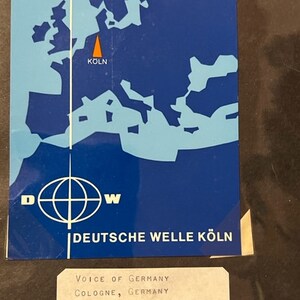 KÖLN
D W
DEUTSCHE WELLE KÖLN
VOICE OF GERMANY
COLOGNE, GERMANY